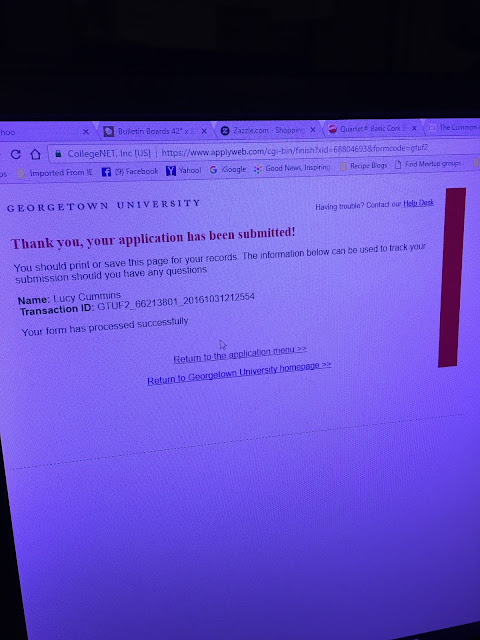 hoo
Bulletin Boards 42" x
Zazzle.com - Shopping
Quartet® Basic Cork
The Common
CollegeNET, Inc [US] | https://www.applyweb.com/cgi-bin/finish?xid=68804693&formcode=gtuf2
ps Imported From IE (9) Facebook Yahoo! iGoogle Good News, Inspiring Recipe Blogs Find Meetup groups
GEORGETOWN UNIVERSITY
Having trouble? Contact our Help Desk
Thank you, your application has been submitted!
You should print or save this page for your records. The information below can be used to track your
submission should you have any questions.
Name: Lucy Cummins
Transaction ID: GTUF2_66213801_20161031212554
Your form has processed successfully
Return to the application menu >>
Return to Georgetown University homepage >>